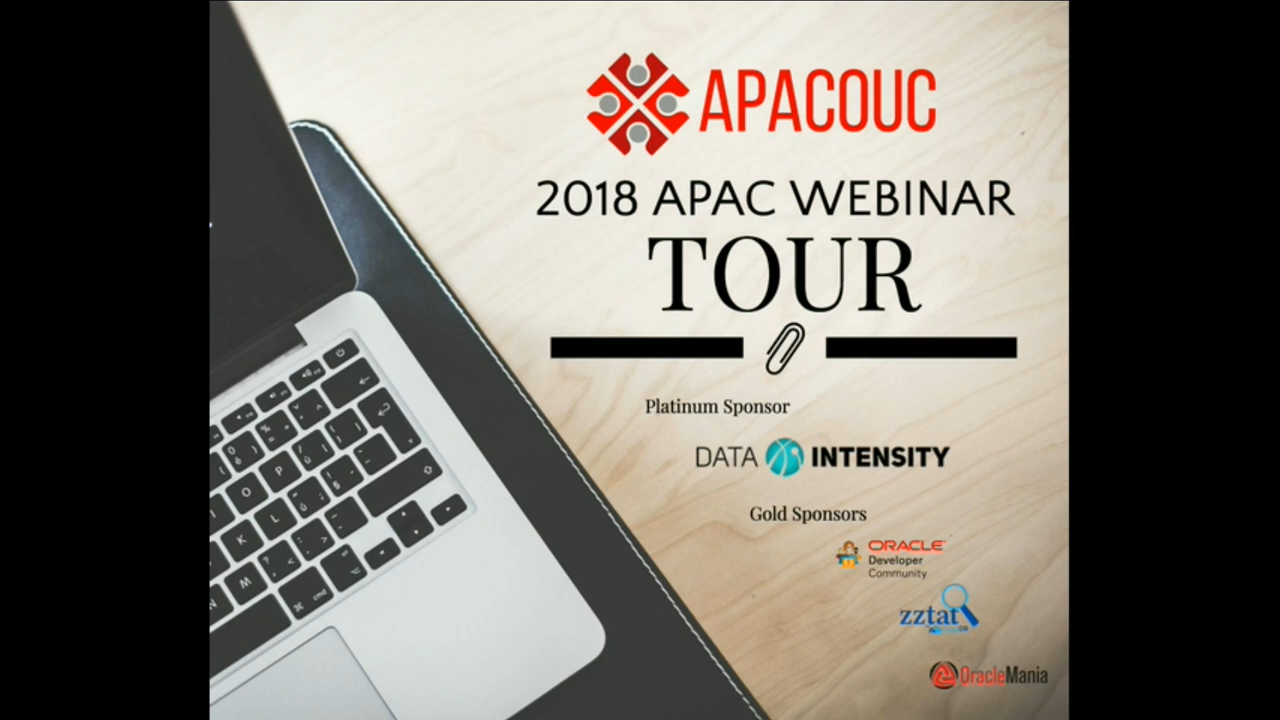 APACOUC
2018 APAC WEBINAR
TOUR
Platinum Sponsor
DATA INTENSITY
Gold Sponsors
ORACLE
Developer
Community
zztat
OracleMania